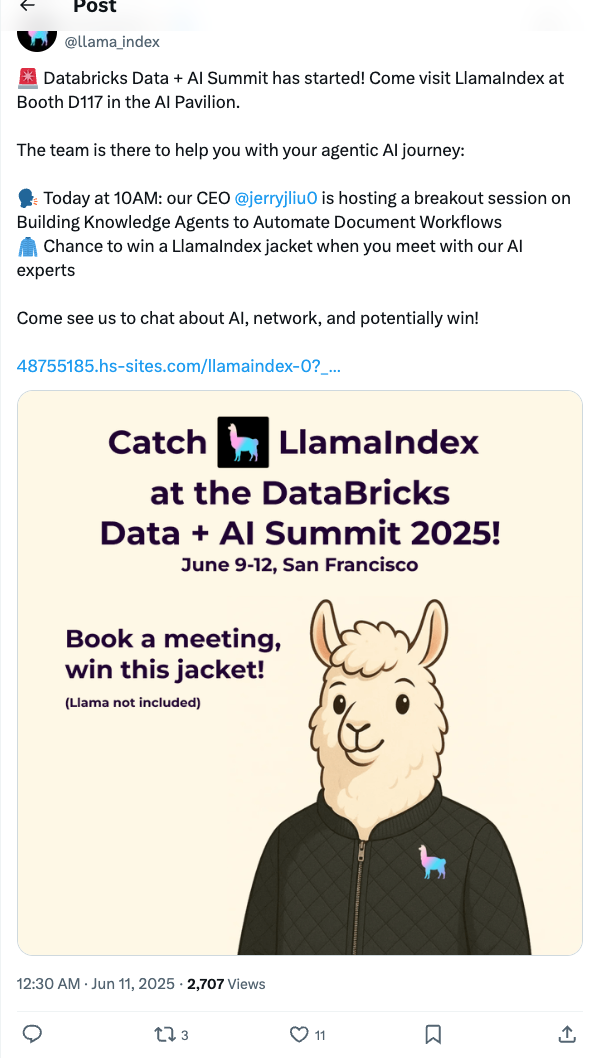 Post
@llama_index
🚨 Databricks Data + AI Summit has started! Come visit LlamaIndex at
Booth D117 in the AI Pavilion.
The team is there to help you with your agentic AI journey:
🗣️ Today at 10AM: our CEO @jerryjliu0 is hosting a breakout session on
Building Knowledge Agents to Automate Document Workflows
🧥 Chance to win a LlamaIndex jacket when you meet with our AI
experts
Come see us to chat about AI, network, and potentially win!
48755185.hs-sites.com/llamaindex-0?_...
Catch LlamaIndex
at the DataBricks
Data + AI Summit 2025!
June 9-12, San Francisco
Book a meeting,
win this jacket!
(Llama not included)
12:30 AM · Jun 11, 2025 · 2,707 Views
3
11